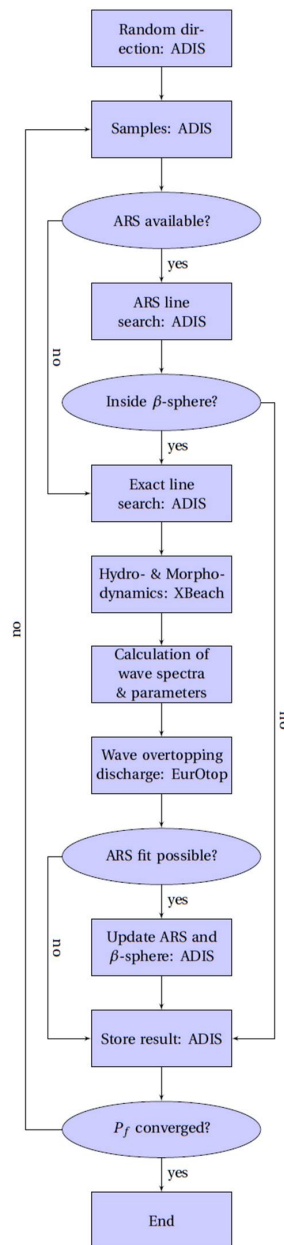 Random dir-
ection: ADIS
Samples: ADIS
ARS available?
yes
ARS line
search: ADIS
no
Inside β-sphere?
yes
Exact line
search: ADIS
Hydro- & Morpho-
dynamics: XBeach
no
Calculation of
wave spectra
& parameters
no
Wave overtopping
discharge: EurOtop
ARS fit possible?
yes
no
Update ARS and
β-sphere: ADIS
Store result: ADIS
Pf converged?
yes
End